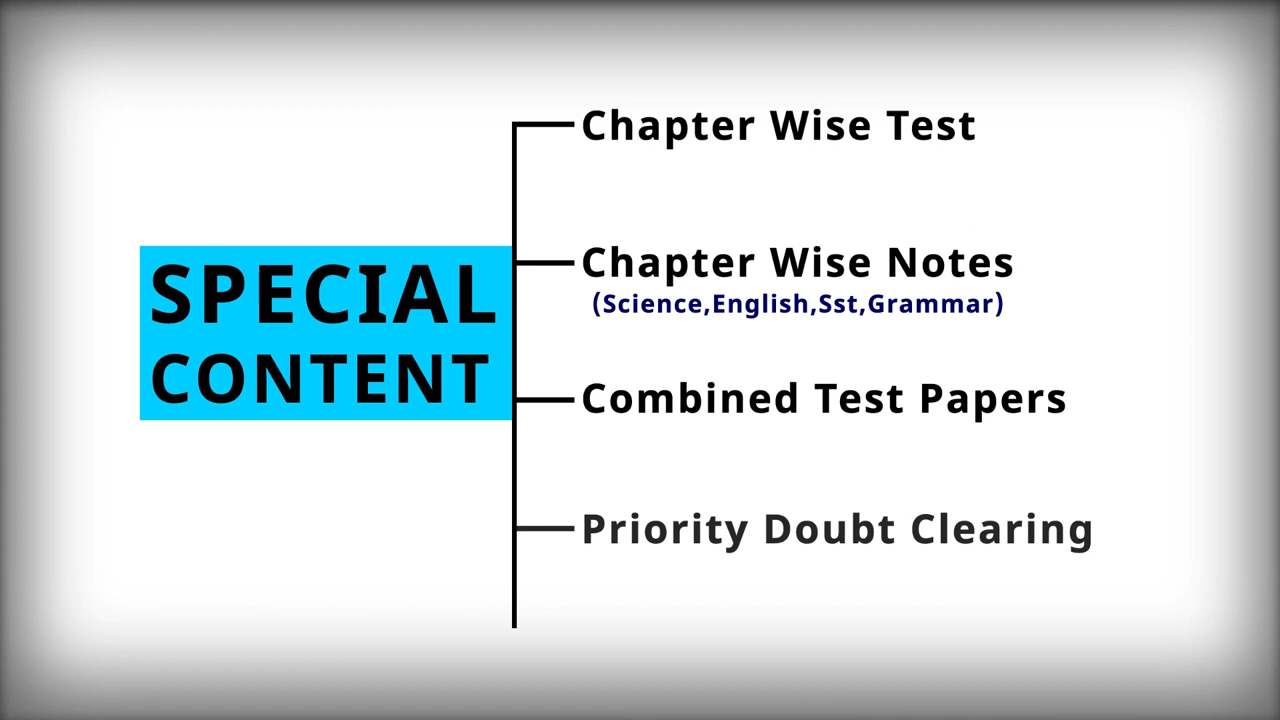 SPECIAL
CONTENT
Chapter Wise Test
Chapter Wise Notes
(Science,English,Sst,Grammar)
Combined Test Papers
Priority Doubt Clearing